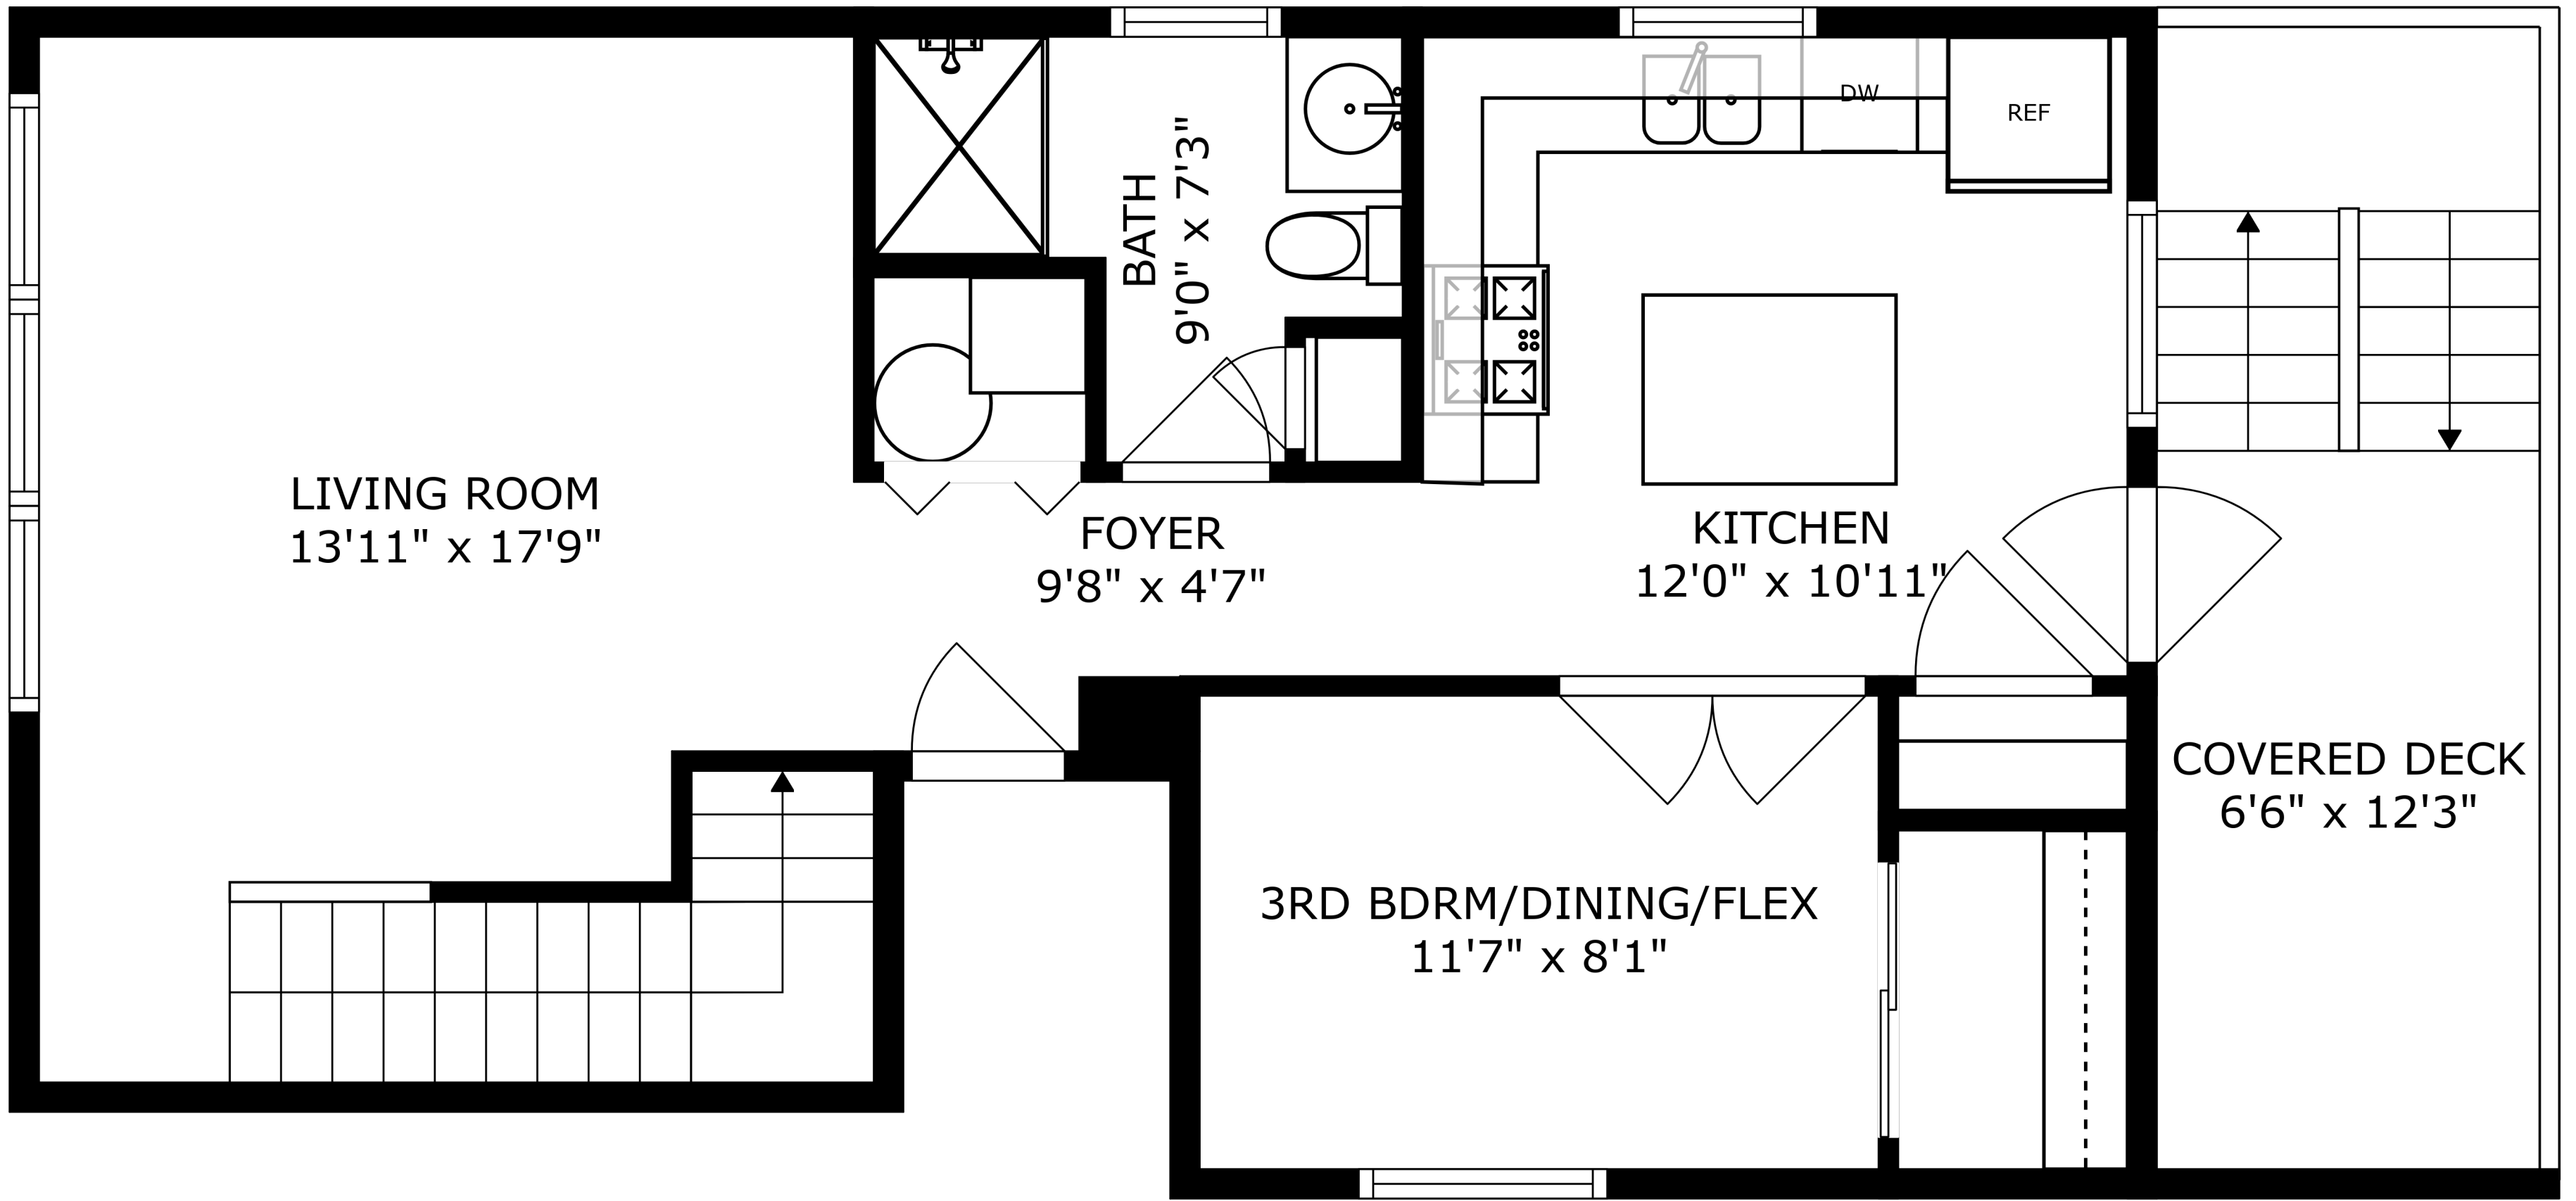 DW
REF
BATH
9'0" x 7'3"
LIVING ROOM
13'11" x 17'9"
FOYER
9'8" x 4'7"
KITCHEN
12'0" x 10'11"
COVERED DECK
6'6" x 12'3"
3RD BDRM/DINING/FLEX
11'7" x 8'1"